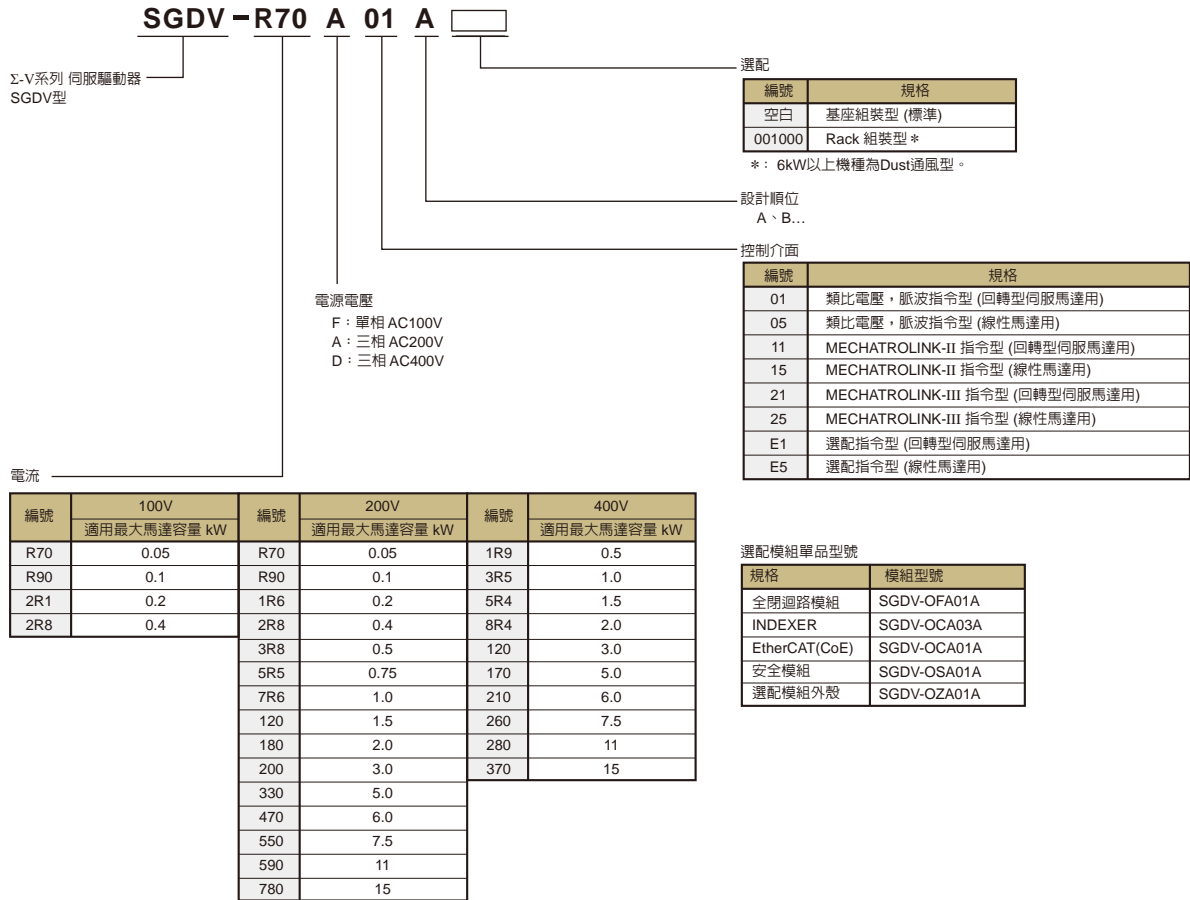 SGDV-R70 A 01 A
Σ-V系列 伺服驅動器
SGDV型
選配
編號 規格
空白 基座組裝型 (標準)
001000 Rack 組裝型*
*：6kW以上機種為Dust通風型。
設計順位
A、B…
控制介面
編號 規格
01 類比電壓，脈波指令型 (回轉型伺服馬達用)
05 類比電壓，脈波指令型 (線性馬達用)
11 MECHATROLINK-II 指令型 (回轉型伺服馬達用)
15 MECHATROLINK-II 指令型 (線性馬達用)
21 MECHATROLINK-III 指令型 (回轉型伺服馬達用)
25 MECHATROLINK-III 指令型 (線性馬達用)
E1 選配指令型 (回轉型伺服馬達用)
E5 選配指令型 (線性馬達用)
電源電壓
F：單相 AC100V
A：三相 AC200V
D：三相 AC400V
電流
編號 100V 編號 200V 編號 400V
適用最大馬達容量 kW 適用最大馬達容量 kW 適用最大馬達容量 kW
R70 0.05 R70 0.05 1R9 0.5
R90 0.1 R90 0.1 3R5 1.0
2R1 0.2 1R6 0.2 5R4 1.5
2R8 0.4 2R8 0.4 8R4 2.0
3R8 0.5 120 3.0
5R5 0.75 170 5.0
7R6 1.0 210 6.0
120 1.5 260 7.5
180 2.0 280 11
200 3.0 370 15
330 5.0
470 6.0
550 7.5
590 11
780 15
選配模組單品型號
規格 模組型號
全閉迴路模組 SGDV-OFA01A
INDEXER SGDV-OCA03A
EtherCAT(CoE) SGDV-OCA01A
安全模組 SGDV-OSA01A
選配模組外殼 SGDV-OZA01A